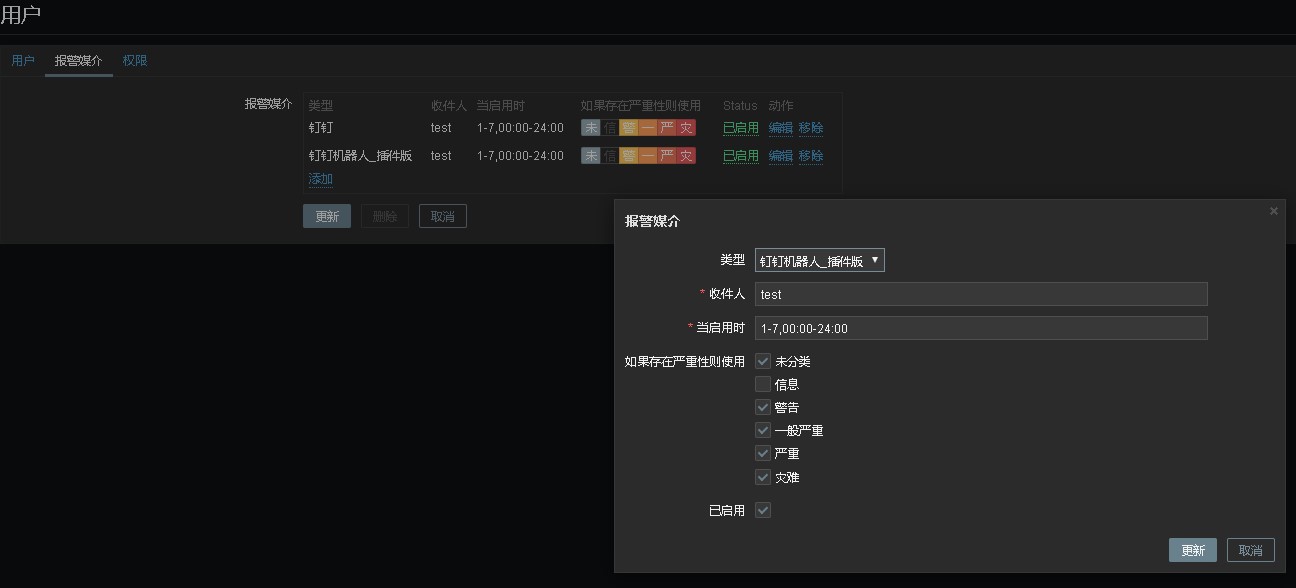 用户
用户 报警媒介 权限
报警媒介 类型 收件人 当启用时 如果存在严重性则使用 Status 动作
钉钉 test 1-7,00:00-24:00 未 信 警 一 严 灾 已启用 编辑 移除
钉钉机器人_插件版 test 1-7,00:00-24:00 未 信 警 一 严 灾 已启用 编辑 移除
添加
更新 删除 取消
报警媒介 ×
类型 钉钉机器人_插件版 ▼
* 收件人 test
* 当启用时 1-7,00:00-24:00
如果存在严重性则使用 未分类
信息
警告
一般严重
严重
灾难
已启用
更新 取消